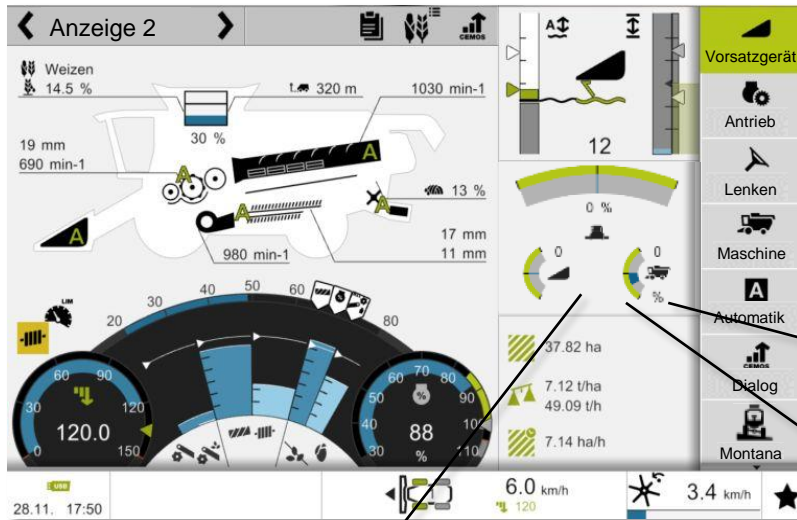 Anzeige 2
CEMOS
A
Vorsatzgerät
Weizen
14.5 %
320 m
1030 min-1
30 %
19 mm
690 min-1
A
A
A
A
A
13 %
17 mm
11 mm
980 min-1
12
0 %
0
0
%
Antrieb
Lenken
Maschine
A
Automatik
CEMOS
Dialog
Montana
LIM
20
30
40
50
60
80
0
30
60
90
120
150
120.0
30
40
50
60
70
80
90
100
110
%
88
%
37.82 ha
7.12 t/ha
49.09 t/h
7.14 ha/h
USB
28.11. 17:50
6.0 km/h
120
3.4 km/h